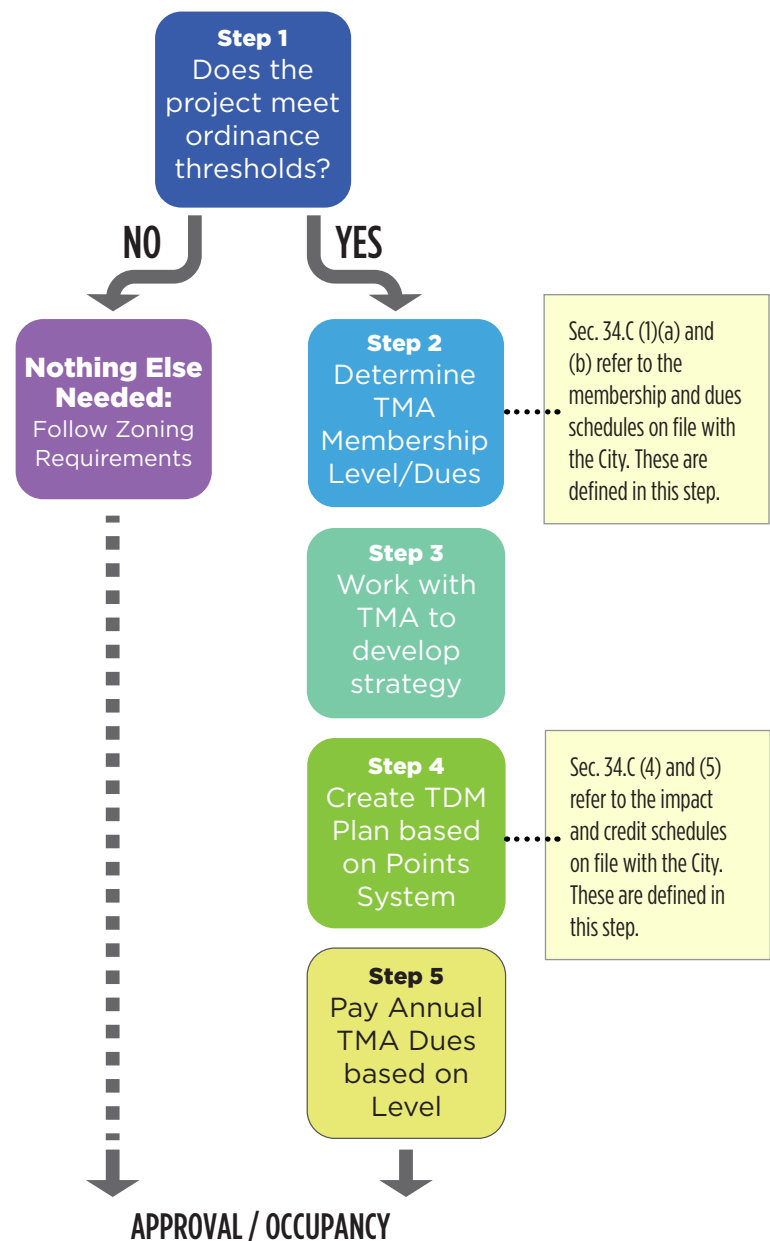 Step 1
Does the
project meet
ordinance
thresholds?
NO
YES
Nothing Else
Needed:
Follow Zoning
Requirements
Step 2
Determine
TMA
Membership
Level/Dues
Sec. 34.C (1)(a) and
(b) refer to the
membership and dues
schedules on file with
the City. These are
defined in this step.
Step 3
Work with
TMA to
develop
strategy
Step 4
Create TDM
Plan based
on Points
System
Sec. 34.C (4) and (5)
refer to the impact
and credit schedules
on file with the City.
These are defined in
this step.
Step 5
Pay Annual
TMA Dues
based on
Level
APPROVAL / OCCUPANCY